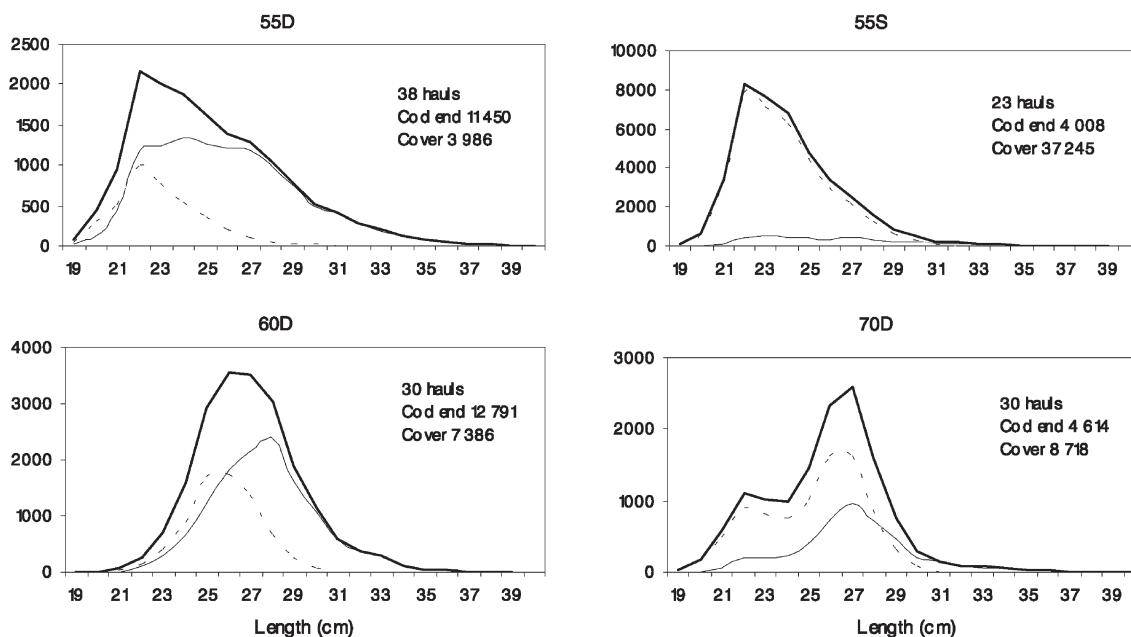 55D
2500
2000
1500
1000
500
0
38 hauls
Cod end 11 450
Cover 3 986
19 21 23 25 27 29 31 33 35 37 39
55S
10000
8000
6000
4000
2000
0
23 hauls
Cod end 4 008
Cover 37 245
19 21 23 25 27 29 31 33 35 37 39
60D
4000
3000
2000
1000
0
30 hauls
Cod end 12 791
Cover 7 386
19 21 23 25 27 29 31 33 35 37 39
Length (cm)
70D
3000
2000
1000
0
30 hauls
Cod end 4 614
Cover 8 718
19 21 23 25 27 29 31 33 35 37 39
Length (cm)